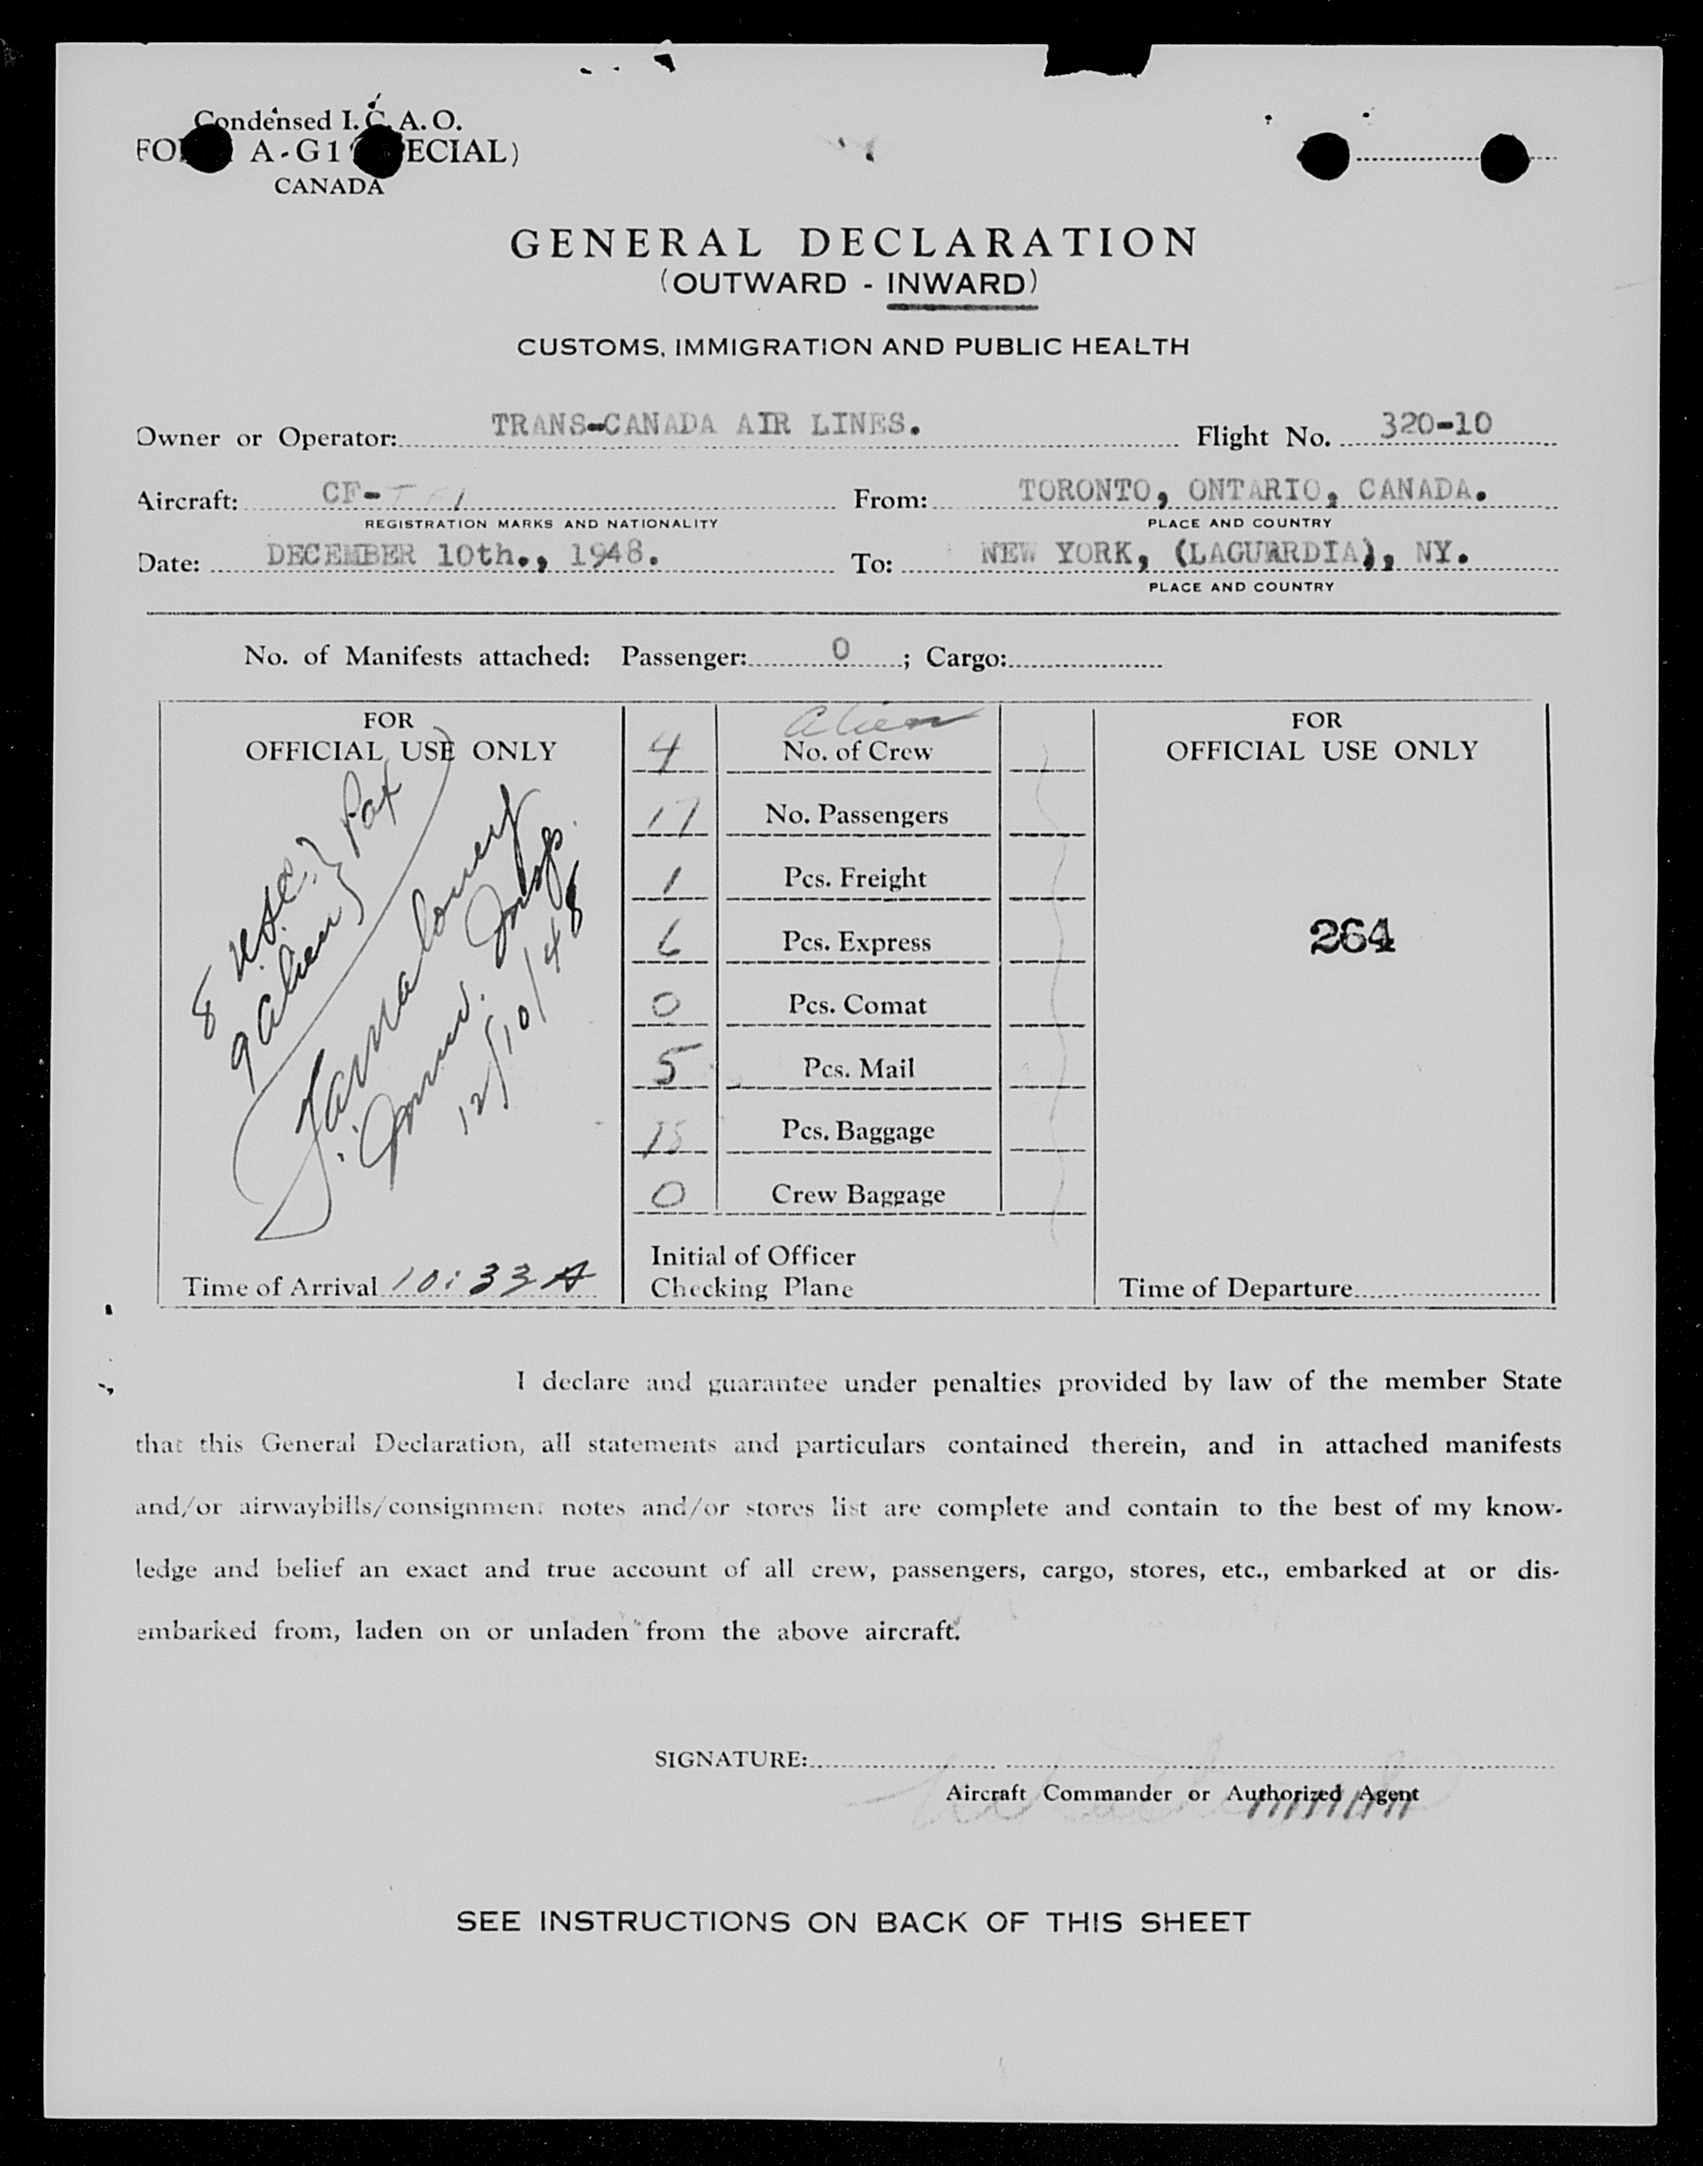 Condensed I. C. A. O.
A-G1
CANADA
GENERAL DECLARATION
(OUTWARD - INWARD)
CUSTOMS, IMMIGRATION AND PUBLIC HEALTH
Owner or Operator: TRANS-CANADA AIR LINES. Flight No. 320-10
Aircraft: CF- From: TORONTO, ONTARIO, CANADA.
REGISTRATION MARKS AND NATIONALITY PLACE AND COUNTRY
Date: DECEMBER 10th., 1948. To: NEW YORK, (LAGUARDIA), NY.
PLACE AND COUNTRY
No. of Manifests attached: Passenger: 0 ; Cargo:
FOR
OFFICIAL USE ONLY
8 USC } Pax
9 alien
Immig. Insp.
12/10/48
Time of Arrival 10:33 A
alien
4 No. of Crew
17 No. Passengers
1 Pcs. Freight
6 Pcs. Express
0 Pcs. Comat
5 Pcs. Mail
18 Pcs. Baggage
0 Crew Baggage
Initial of Officer
Checking Plane
FOR
OFFICIAL USE ONLY
264
Time of Departure
I declare and guarantee under penalties provided by law of the member State
that this General Declaration, all statements and particulars contained therein, and in attached manifests
and/or airwaybills/consignment notes and/or stores list are complete and contain to the best of my know-
ledge and belief an exact and true account of all crew, passengers, cargo, stores, etc., embarked at or dis-
embarked from, laden on or unladen from the above aircraft.
SIGNATURE:
Aircraft Commander or Authorized Agent
SEE INSTRUCTIONS ON BACK OF THIS SHEET